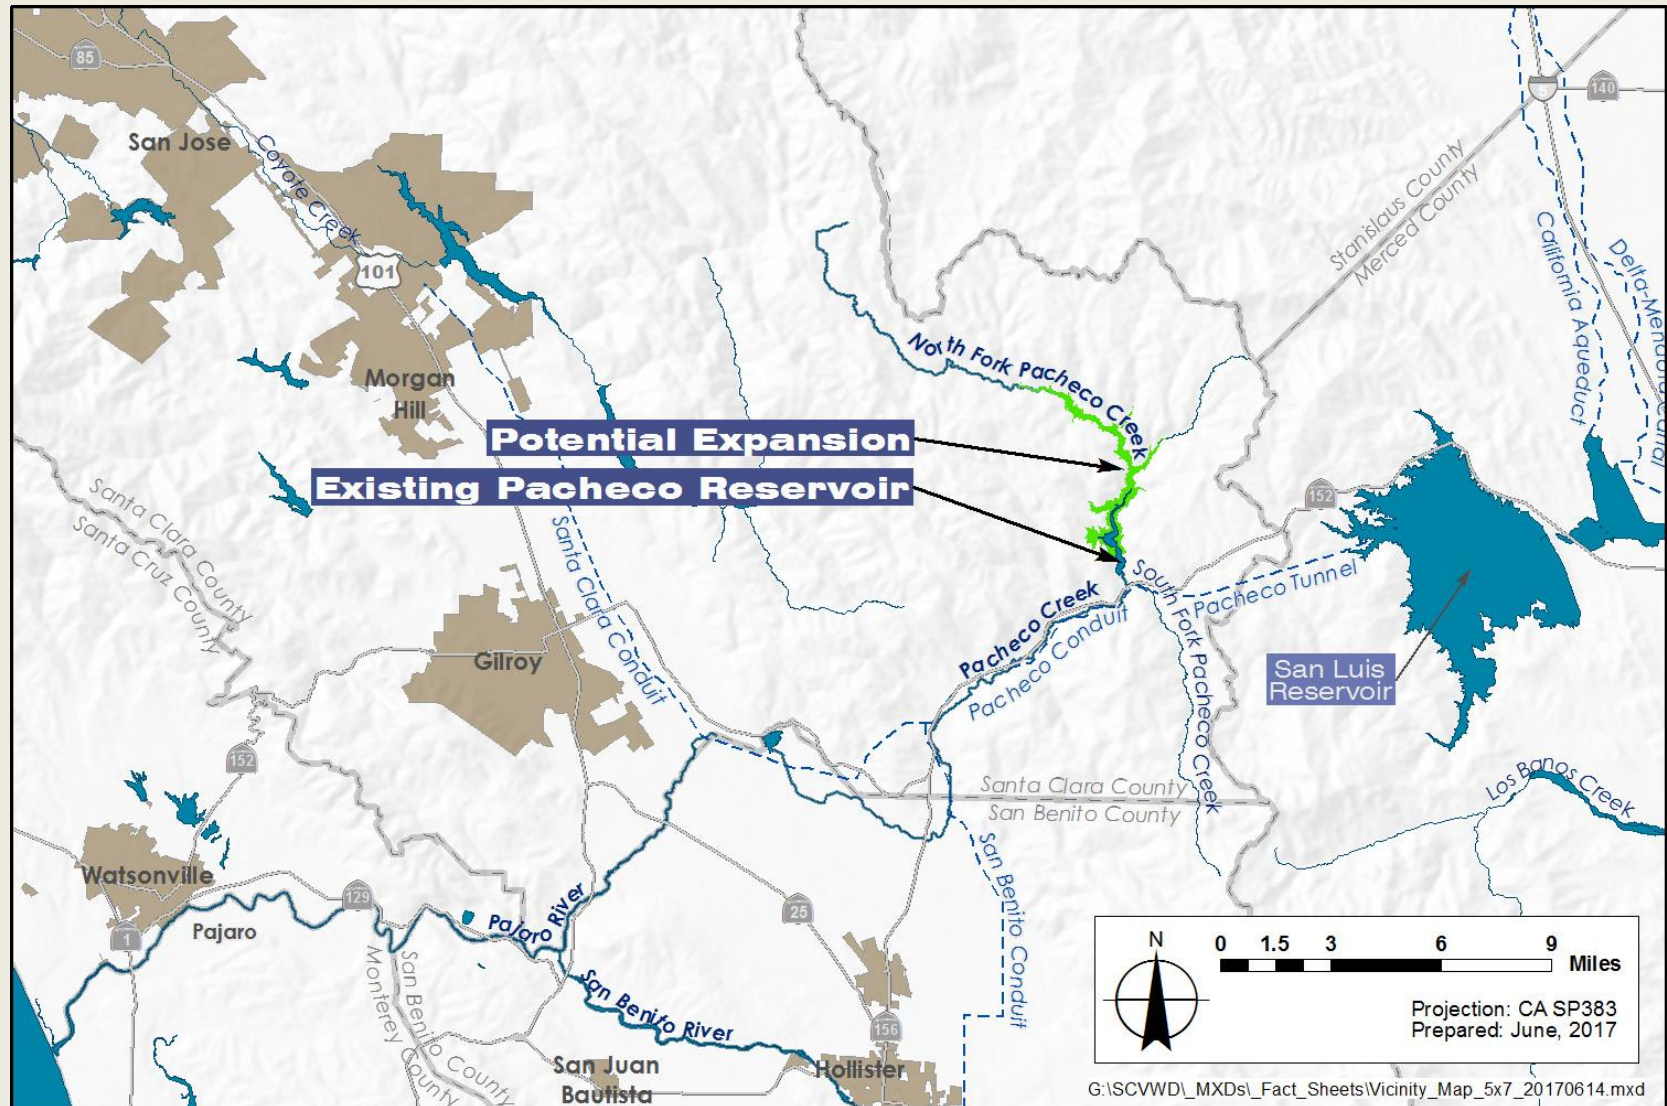 85
San Jose
Coyote Creek
101
5
140
Stanislaus County
Merced County
California Aqueduct
Delta-Mendota Canal
North Fork Pacheco Creek
Morgan
Hill
Potential Expansion
Existing Pacheco Reservoir
152
Santa Clara County
Santa Cruz County
Santa Clara Conduit
South Fork Pacheco Creek
Pacheco Tunnel
Pacheco Creek
Pacheco Conduit
Gilroy
San Luis
Reservoir
152
Santa Clara County
San Benito County
Los Banos Creek
Watsonville
San Benito Conduit
129
25
Pajaro River
1
Pajaro
San Benito County
Monterey County
San Benito River
156
San Juan
Bautista
Hollister
N
0 1.5 3 6 9
Miles
Projection: CA SP383
Prepared: June, 2017
G:\SCVWD\_MXDs\_Fact_Sheets\Vicinity_Map_5x7_20170614.mxd